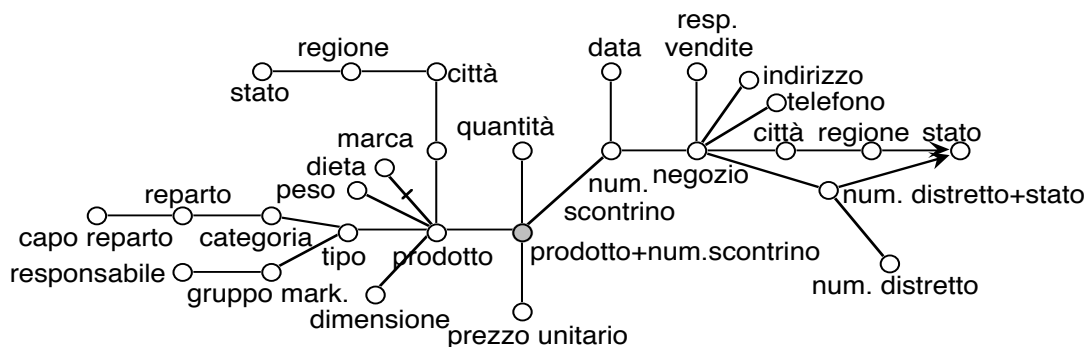 resp.
regione
data
vendite
città
indirizzo
stato
telefono
marca
quantità
città
regione
stato
dieta
peso
num.
scontrino
negozio
num. distretto+stato
reparto
capo reparto
categoria
tipo
prodotto
prodotto+num.scontrino
responsabile
gruppo mark.
num. distretto
dimensione
prezzo unitario